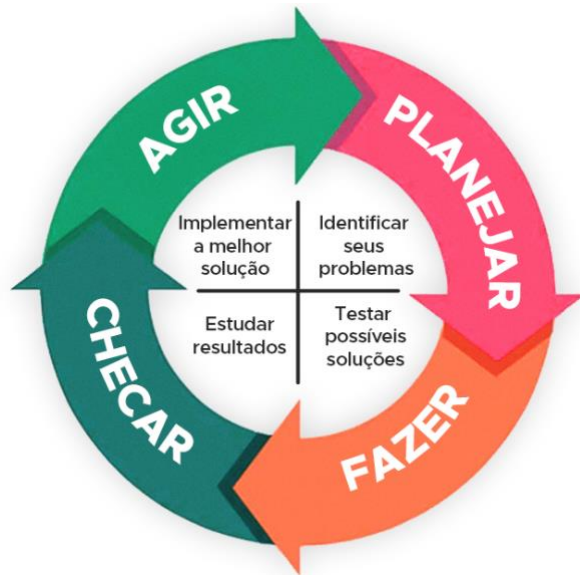 AGIR
PLANEJAR
Implementar
a melhor
solução
Identificar
seus
problemas
Estudar
resultados
Testar
possíveis
soluções
CHECAR
FAZER